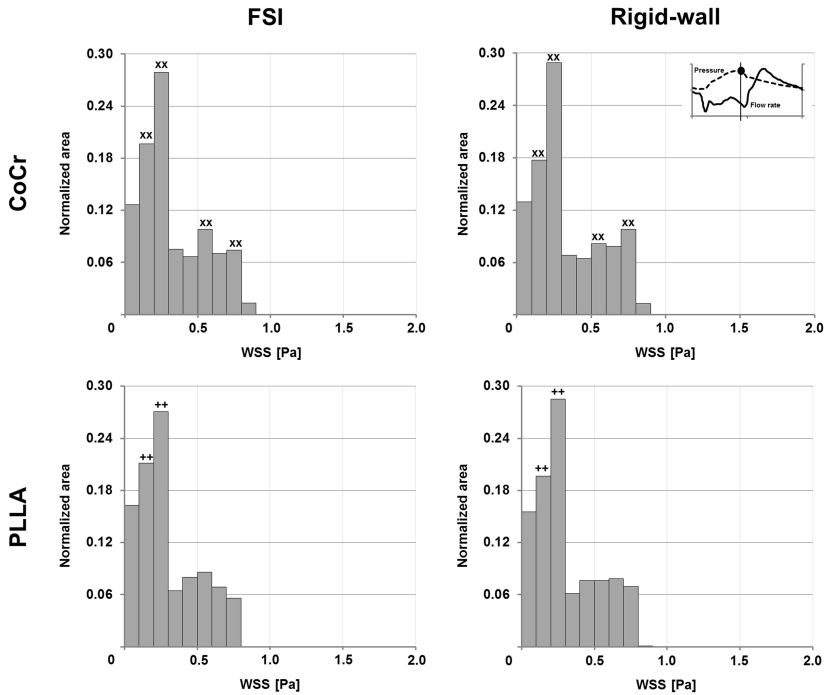 FSI
Rigid-wall
CoCr
Normalized area
0.30
0.24
0.18
0.12
0.06
xx
xx
xx
xx
0
0.5
1.0
1.5
2.0
WSS [Pa]
Normalized area
0.30
0.24
0.18
0.12
0.06
xx
xx
xx
xx
Pressure
Flow rate
0
0.5
1.0
1.5
2.0
WSS [Pa]
PLLA
Normalized area
0.30
0.24
0.18
0.12
0.06
++
++
0
0.5
1.0
1.5
2.0
WSS [Pa]
Normalized area
0.30
0.24
0.18
0.12
0.06
++
++
0
0.5
1.0
1.5
2.0
WSS [Pa]